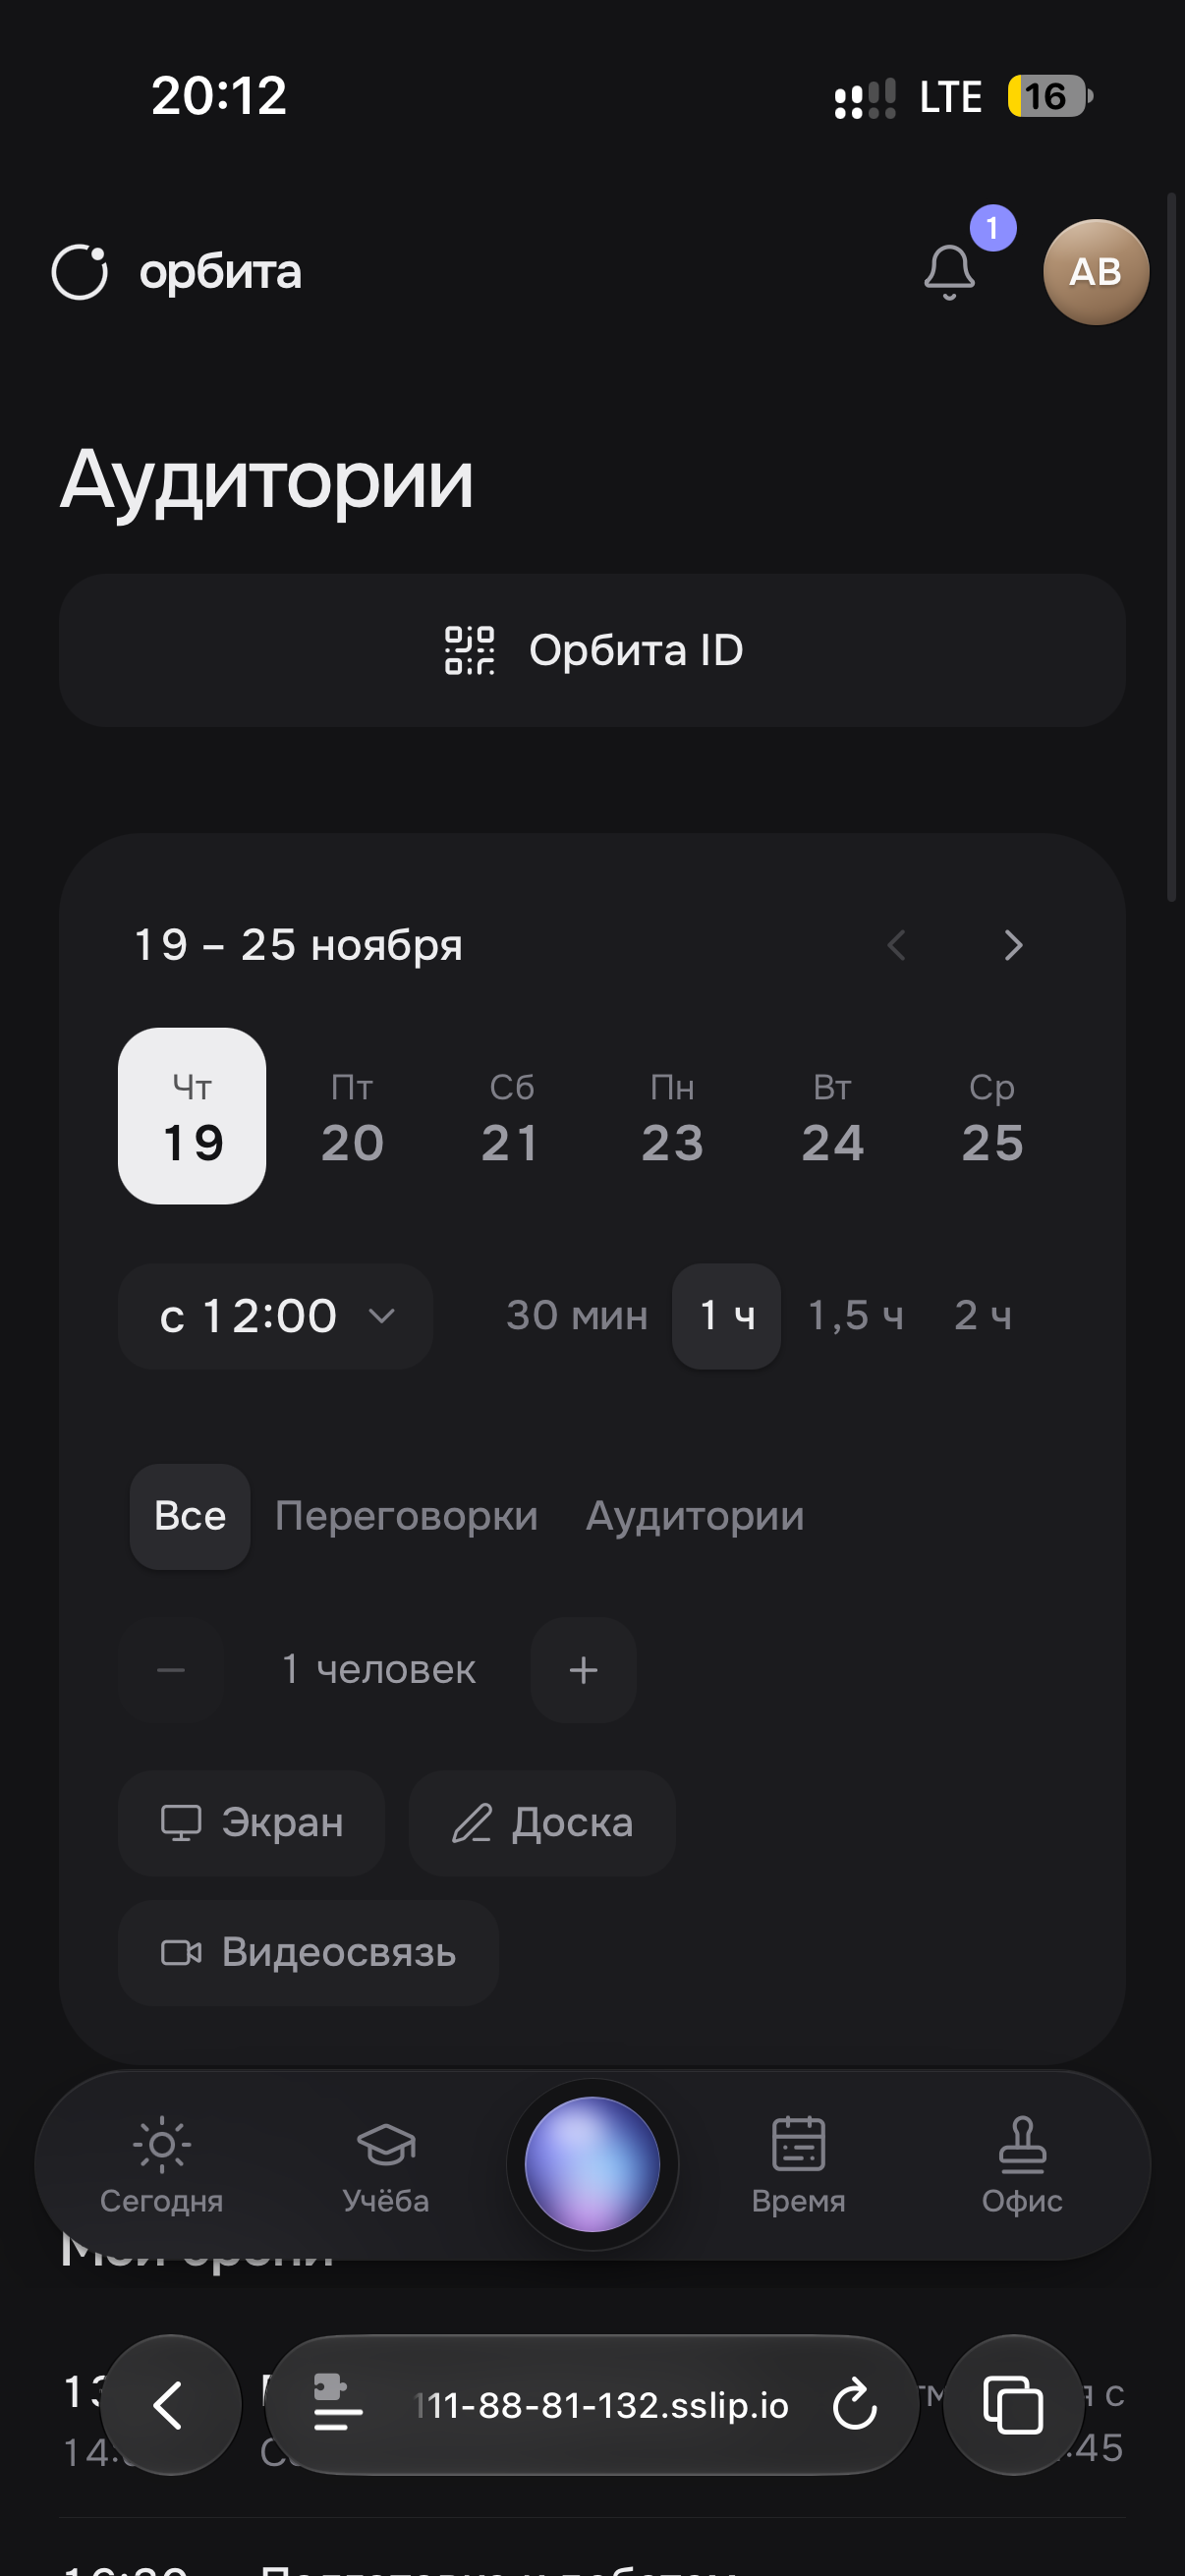 20:12 LTE 16
орбита 1 АВ
Аудитории
Орбита ID
19 – 25 ноября
Чт Пт Сб Пн Вт Ср
19 20 21 23 24 25
с 12:00 30 мин 1 ч 1,5 ч 2 ч
Все Переговорки Аудитории
1 человек
Экран Доска
Видеосвязь
Сегодня Учёба Время Офис
111-88-81-132.sslip.io